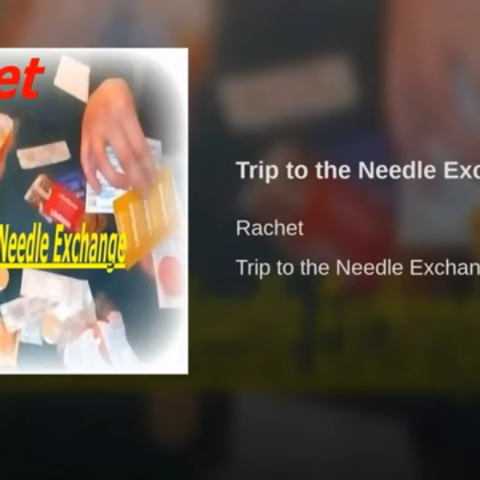 et
Needle Exchange
Trip to the Needle Exc
Rachet
Trip to the Needle Exchan